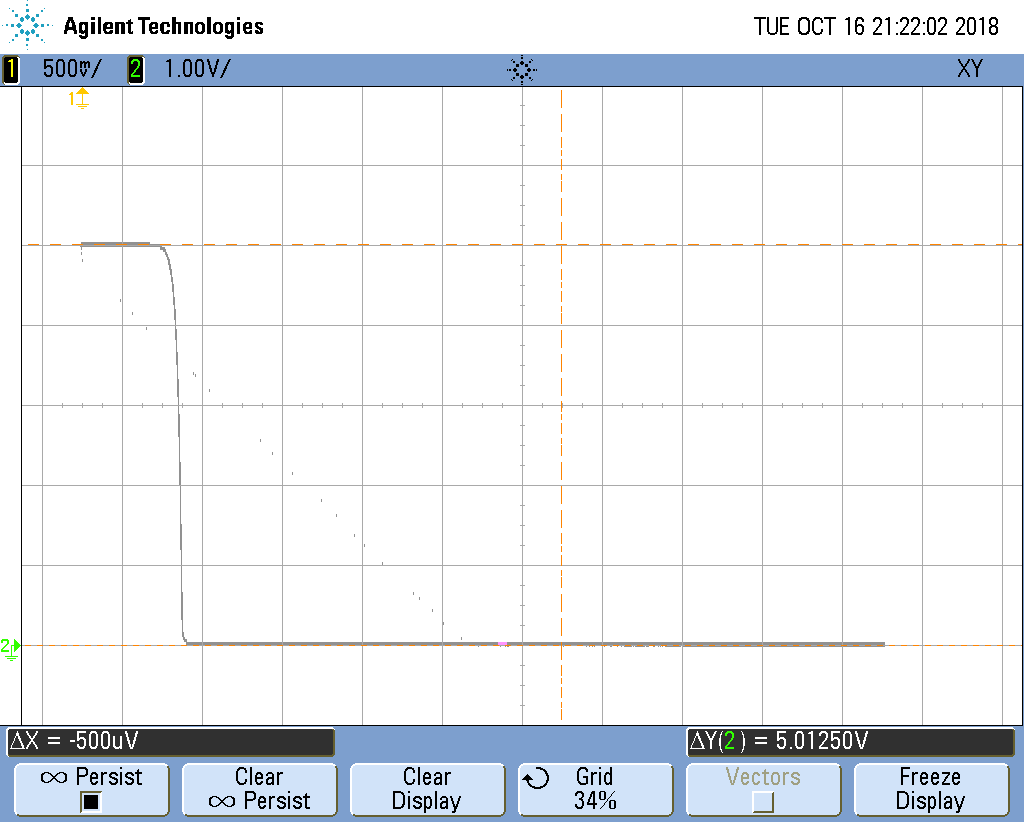 Agilent Technologies
TUE OCT 16 21:22:02 2018
1 500mV/ 2 1.00V/ XY
1
2
ΔX = -500uV
ΔY(2) = 5.01250V
∞ Persist
Clear ∞ Persist
Clear Display
Grid 34%
Vectors
Freeze Display